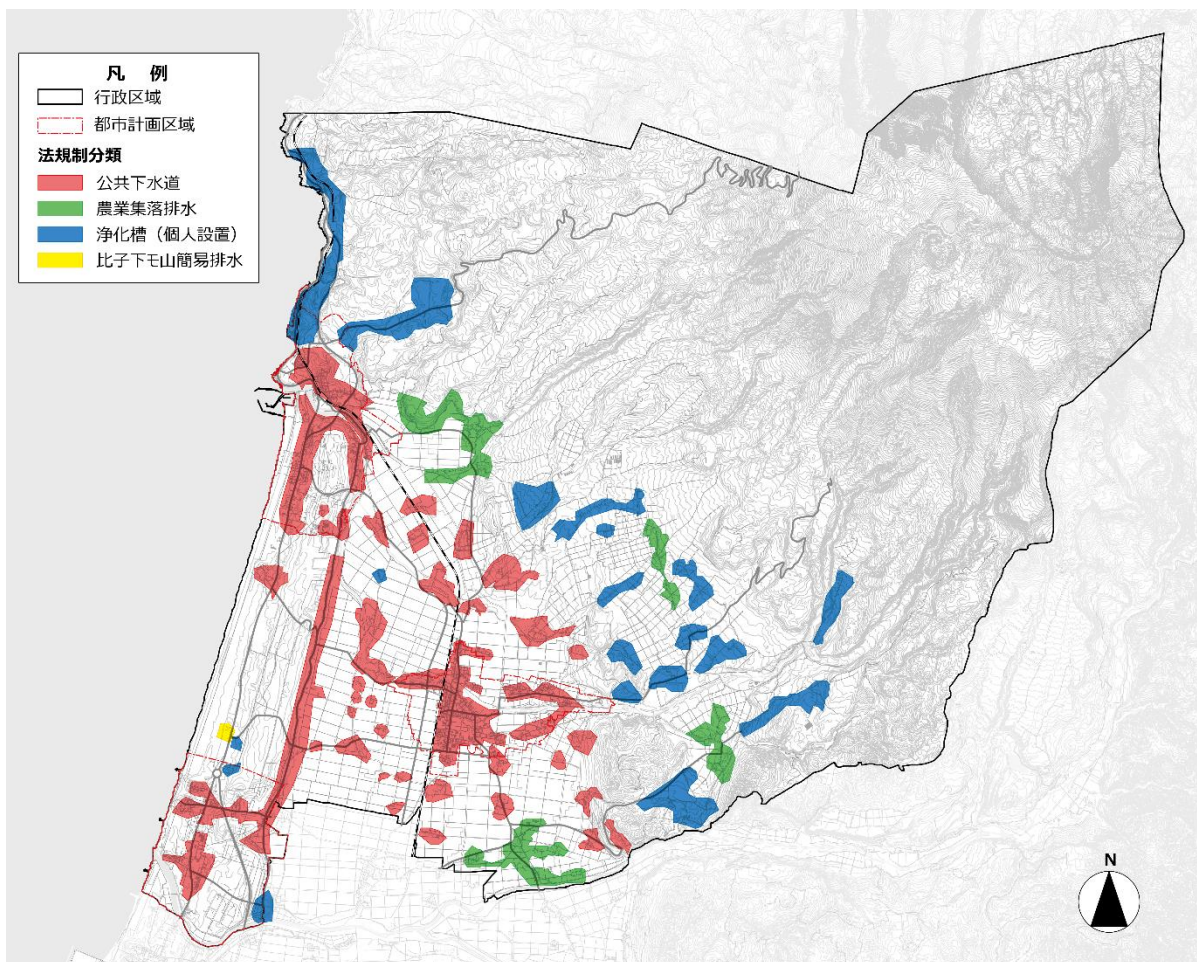 凡 例
行政区域
都市計画区域
法規制分類
公共下水道
農業集落排水
浄化槽（個人設置）
比子下モ山簡易排水
N